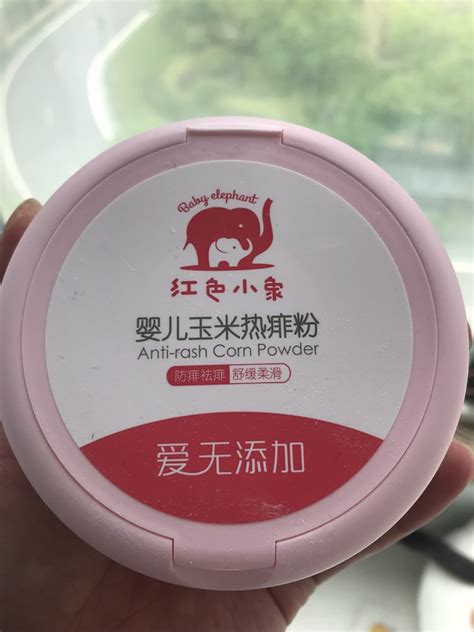 Baby elephant
红色小象
婴儿玉米热痱粉
Anti-rash Corn Powder
防痱祛痱 舒缓柔滑
爱无添加